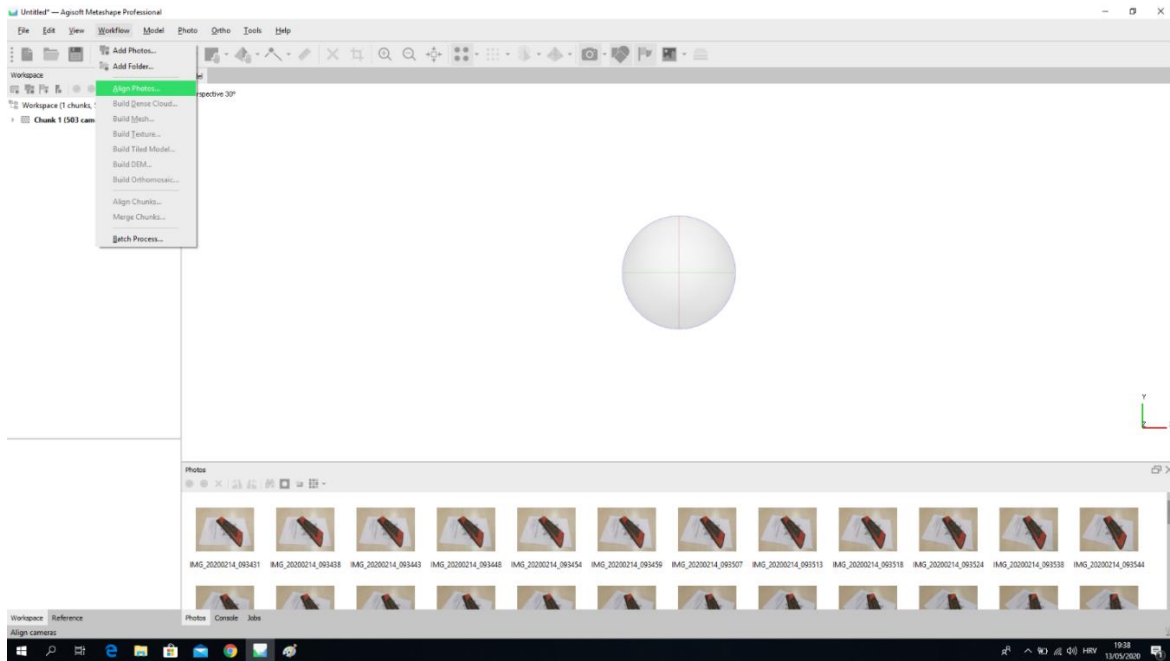 Untitled* — Agisoft Metashape Professional
File Edit View Workflow Model Photo Ortho Tools Help
Add Photos...
Add Folder...
Align Photos...
Build Dense Cloud...
Build Mesh...
Build Texture...
Build Tiled Model...
Build DEM...
Build Orthomosaic...
Align Chunks...
Merge Chunks...
Batch Process...
Workspace
Workspace (1 chunks,
Chunk 1 (503 cam
spective 30°
Y
Z
Photos
IMG_20200214_093431 IMG_20200214_093438 IMG_20200214_093443 IMG_20200214_093448 IMG_20200214_093454 IMG_20200214_093459 IMG_20200214_093507 IMG_20200214_093513 IMG_20200214_093518 IMG_20200214_093524 IMG_20200214_093538 IMG_20200214_093544
Workspace Reference
Photos Console Jobs
Align cameras
HRV
19:38
13/05/2020